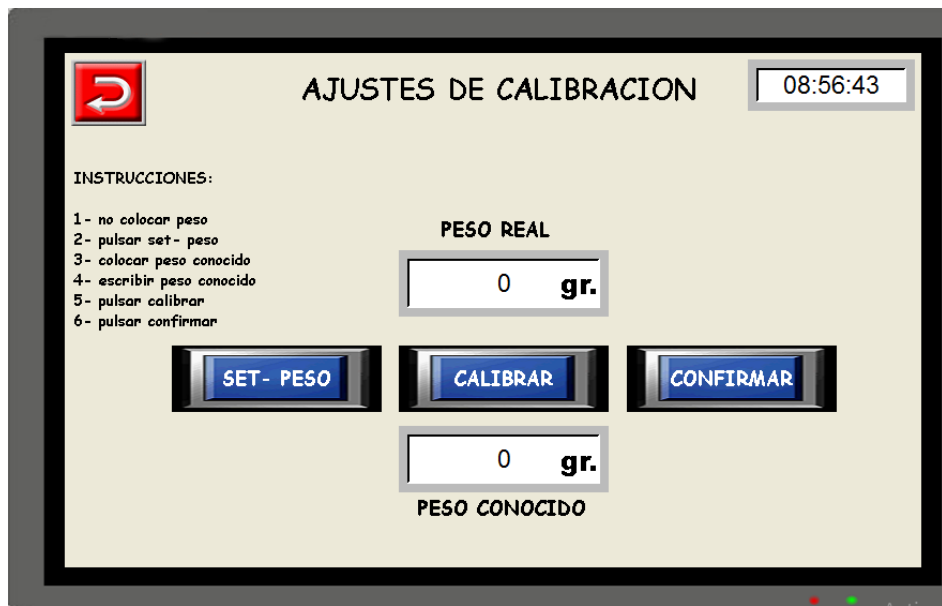 AJUSTES DE CALIBRACION
08:56:43
INSTRUCCIONES:
1- no colocar peso
2- pulsar set- peso
3- colocar peso conocido
4- escribir peso conocido
5- pulsar calibrar
6- pulsar confirmar
PESO REAL
0 gr.
SET- PESO
CALIBRAR
CONFIRMAR
0 gr.
PESO CONOCIDO